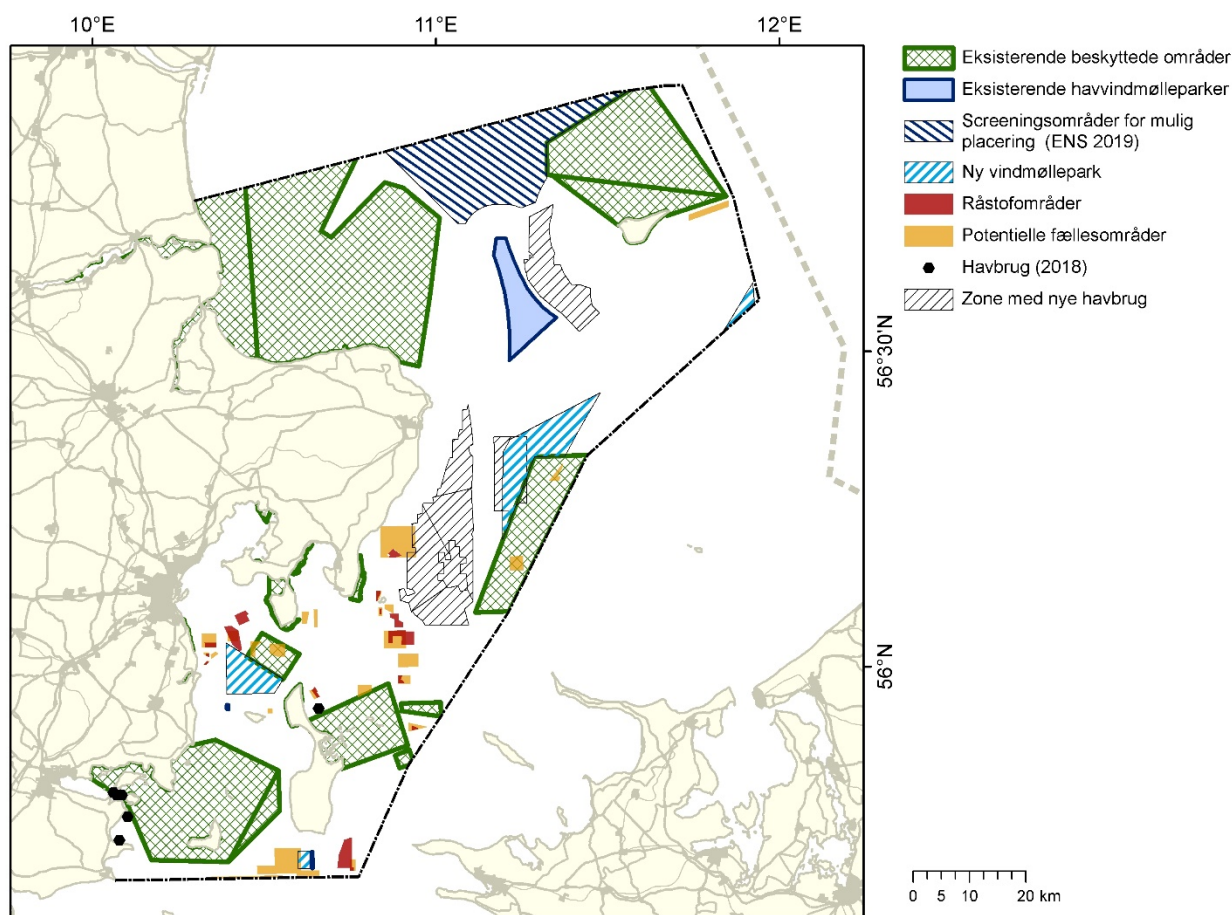 10°E
11°E
12°E
Eksisterende beskyttede områder
Eksisterende havvindmølleparker
Screeningsområder for mulig
placering (ENS 2019)
Ny vindmøllepark
Råstofområder
Potentielle fællesområder
Havbrug (2018)
Zone med nye havbrug
56°30'N
56°N
0 5 10 20 km